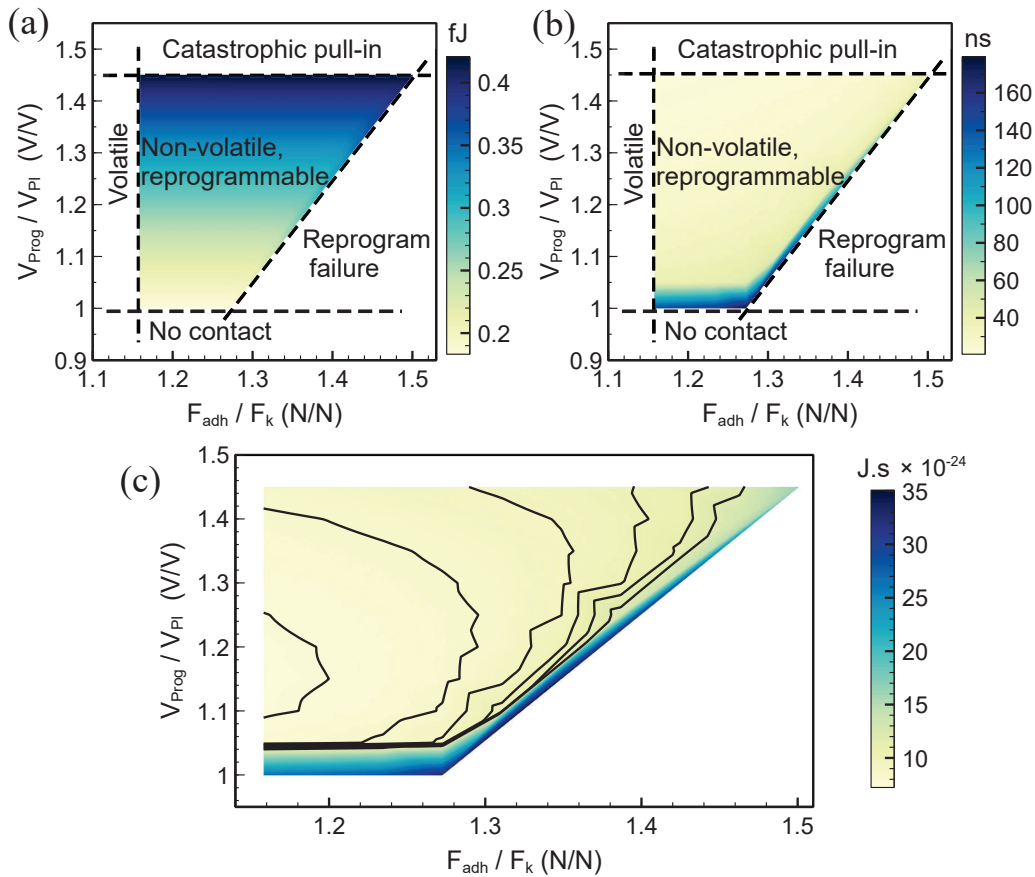 (a)
Catastrophic pull-in
fJ
1.5
1.4
1.3
1.2
1.1
1
0.9
V_Prog / V_PI (V/V)
Volatile
Non-volatile,
reprogrammable
Reprogram
failure
No contact
0.4
0.3
0.25
0.2
1.1
1.2
1.3
1.4
1.5
F_adh / F_k (N/N)
(b)
Catastrophic pull-in
ns
1.5
1.4
1.3
1.2
1.1
1
0.9
V_Prog / V_PI (V/V)
Volatile
Non-volatile,
reprogrammable
Reprogram
failure
No contact
160
140
120
100
80
60
40
1.1
1.2
1.3
1.4
1.5
F_adh / F_k (N/N)
(c)
J.s × 10^-24
1.5
1.4
1.3
1.2
1.1
1
V_Prog / V_PI (V/V)
35
30
25
20
15
10
1.2
1.3
1.4
1.5
F_adh / F_k (N/N)